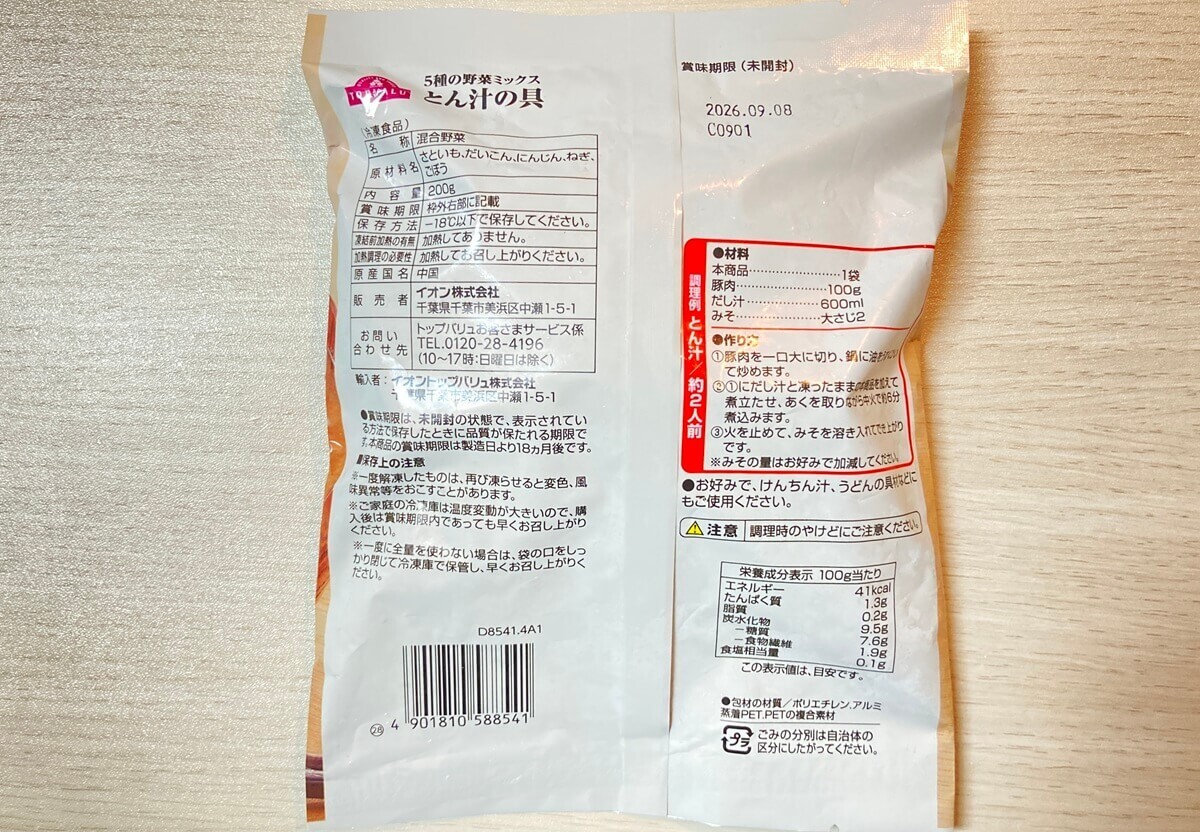 TOPVALU
5種の野菜ミックス
とん汁の具
(冷凍食品)
名称 混合野菜
原材料名 さといも、だいこん、にんじん、ねぎ、
ごぼう
内容量 200g
賞味期限 枠外右部に記載
保存方法 -18℃以下で保存してください。
凍結前加熱の有無 加熱してありません。
加熱調理の必要性 加熱してお召し上がりください。
原産国名 中国
販売者 イオン株式会社
千葉県千葉市美浜区中瀬1-5-1
お問い
合わせ先
トップバリュお客さまサービス係
TEL.0120-28-4196
(10〜17時:日曜日は除く)
輸入者:イオントップバリュ株式会社
千葉県千葉市美浜区中瀬1-5-1
●賞味期限は、未開封の状態で、表示されてい
る方法で保存したときに品質が保たれる期限で
す。本商品の賞味期限は製造日より18ヵ月後です。
■保存上の注意
※一度解凍したものは、再び凍らせると変色、風
味異常等をおこすことがあります。
※ご家庭の冷凍庫は温度変動が大きいので、購
入後は賞味期限内であっても早くお召し上がり
ください。
※一度に全量を使わない場合は、袋の口をしっ
かり閉じて冷凍庫で保管し、早くお召し上がりく
ださい。
D8541.4A1
28
4 901810 588541
賞味期限(未開封)
2026.09.08
C0901
調理例 とん汁/約2人前
●材料
本商品……………………1袋
豚肉……………………100g
だし汁…………………600ml
みそ…………………大さじ2
●作り方
①豚肉を一口大に切り、鍋に油を
て炒めます。
②①にだし汁と凍ったままの本商品を加えて
煮立たせ、あくを取りながら中火で約6分
煮込みます。
③火を止めて、みそを溶き入れてでき上がり
です。
※みその量はお好みで加減してください。
●お好みで、けんちん汁、うどんの具材などに
もご使用ください。
注意 調理時のやけどにご注意ください。
栄養成分表示 100g当たり
エネルギー 41kcal
たんぱく質 1.3g
脂質 0.2g
炭水化物 9.5g
-糖質 7.6g
-食物繊維 1.9g
食塩相当量 0.1g
この表示値は、目安です。
●包材の材質/ポリエチレン,アルミ
蒸着PET,PETの複合素材
プラ
ごみの分別は自治体の
区分にしたがってください。